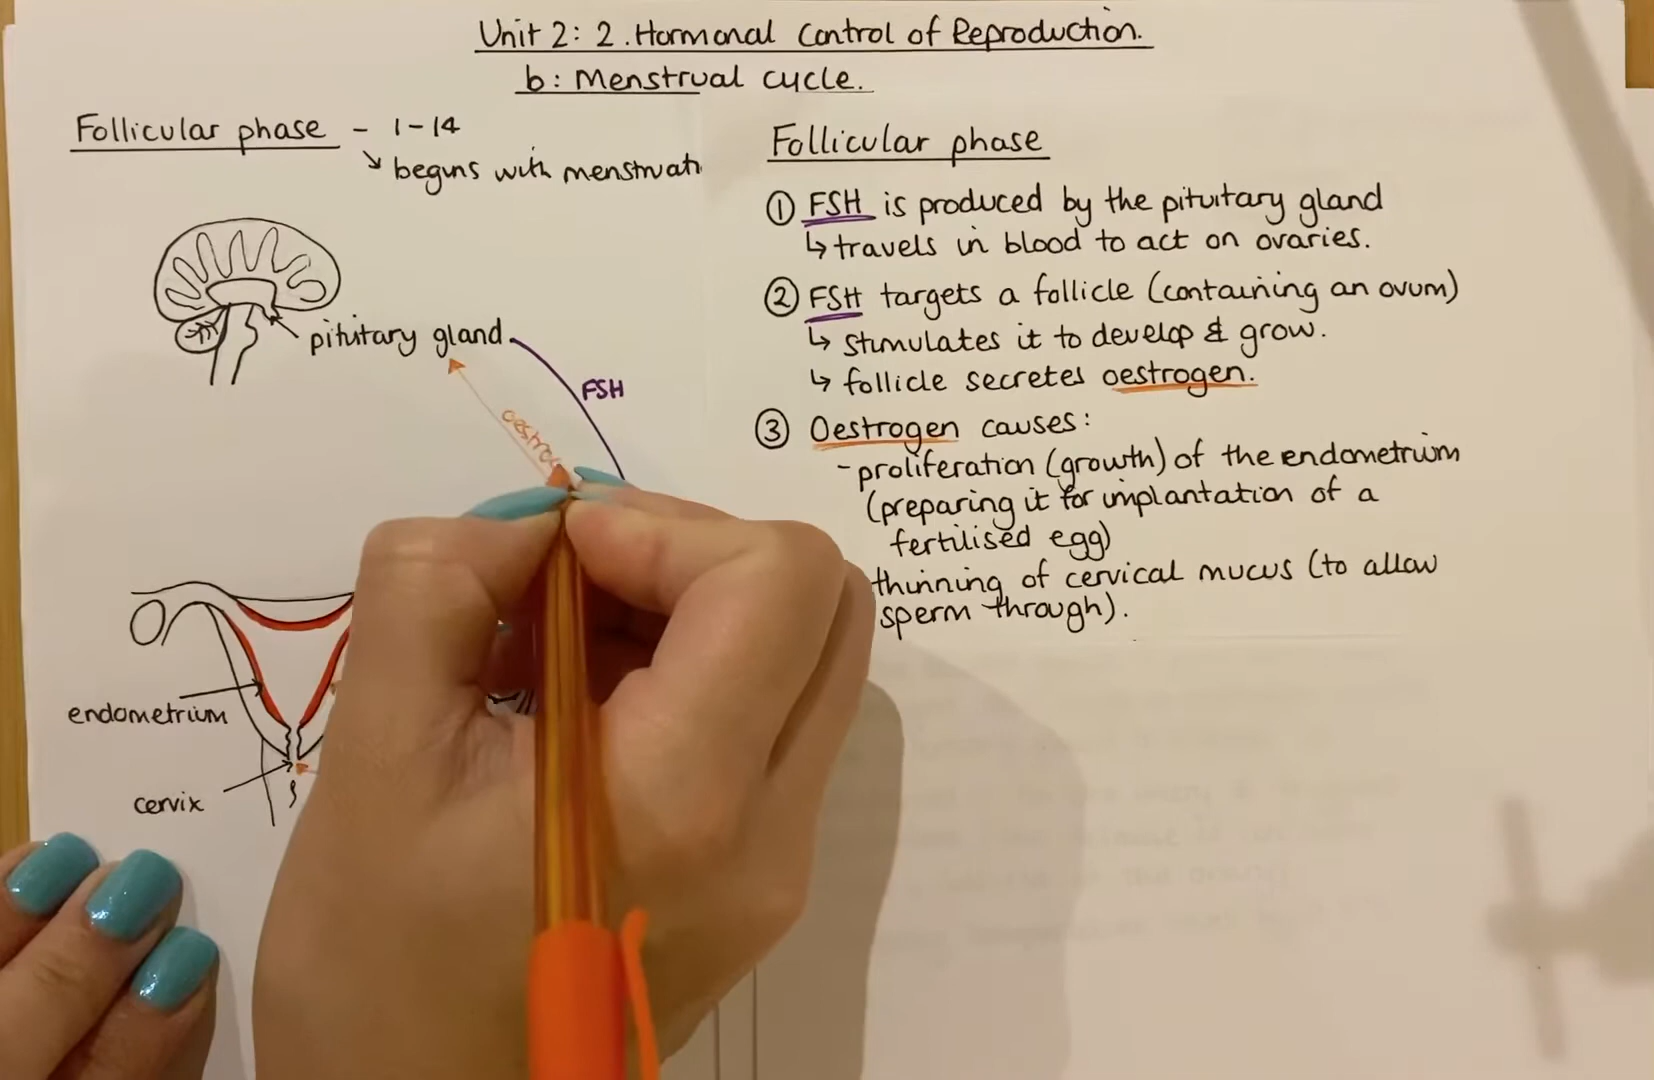 Unit 2: 2. Hormonal Control of Reproduction.
b: Menstrual cycle.
Follicular phase - 1-14
↘ begins with menstruati
pituitary gland
FSH
oestrog
endometrium
cervix
Follicular phase
① FSH is produced by the pituitary gland
↳ travels in blood to act on ovaries.
② FSH targets a follicle (containing an ovum)
↳ stimulates it to develop & grow.
↳ follicle secretes oestrogen.
③ Oestrogen causes:
- proliferation (growth) of the endometrium
(preparing it for implantation of a
fertilised egg)
thinning of cervical mucus (to allow
sperm through).